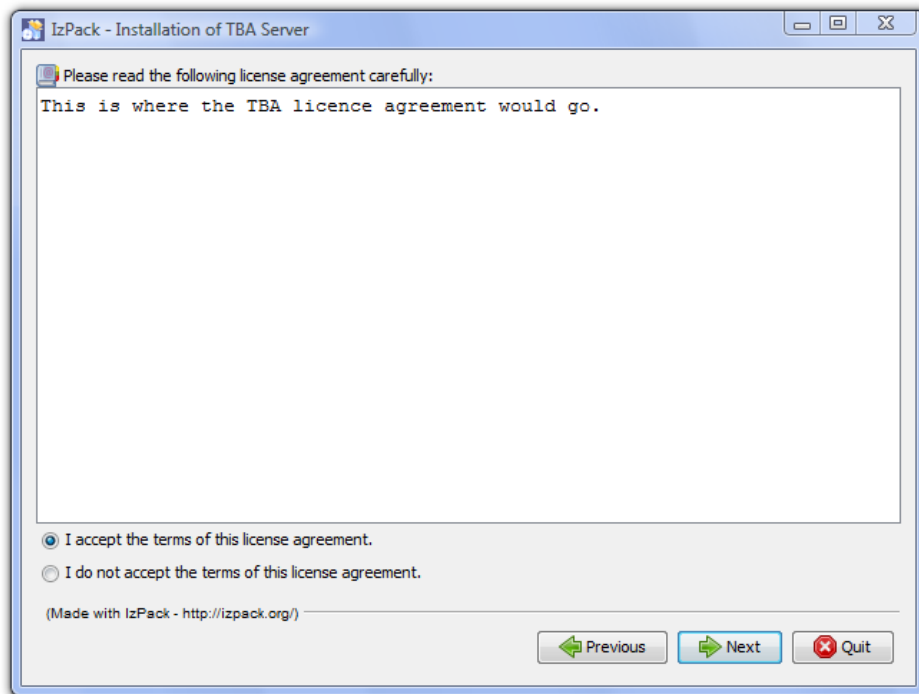 IzPack - Installation of TBA Server
Please read the following license agreement carefully:
This is where the TBA licence agreement would go.
I accept the terms of this license agreement.
I do not accept the terms of this license agreement.
(Made with IzPack - http://izpack.org/)
Previous Next Quit